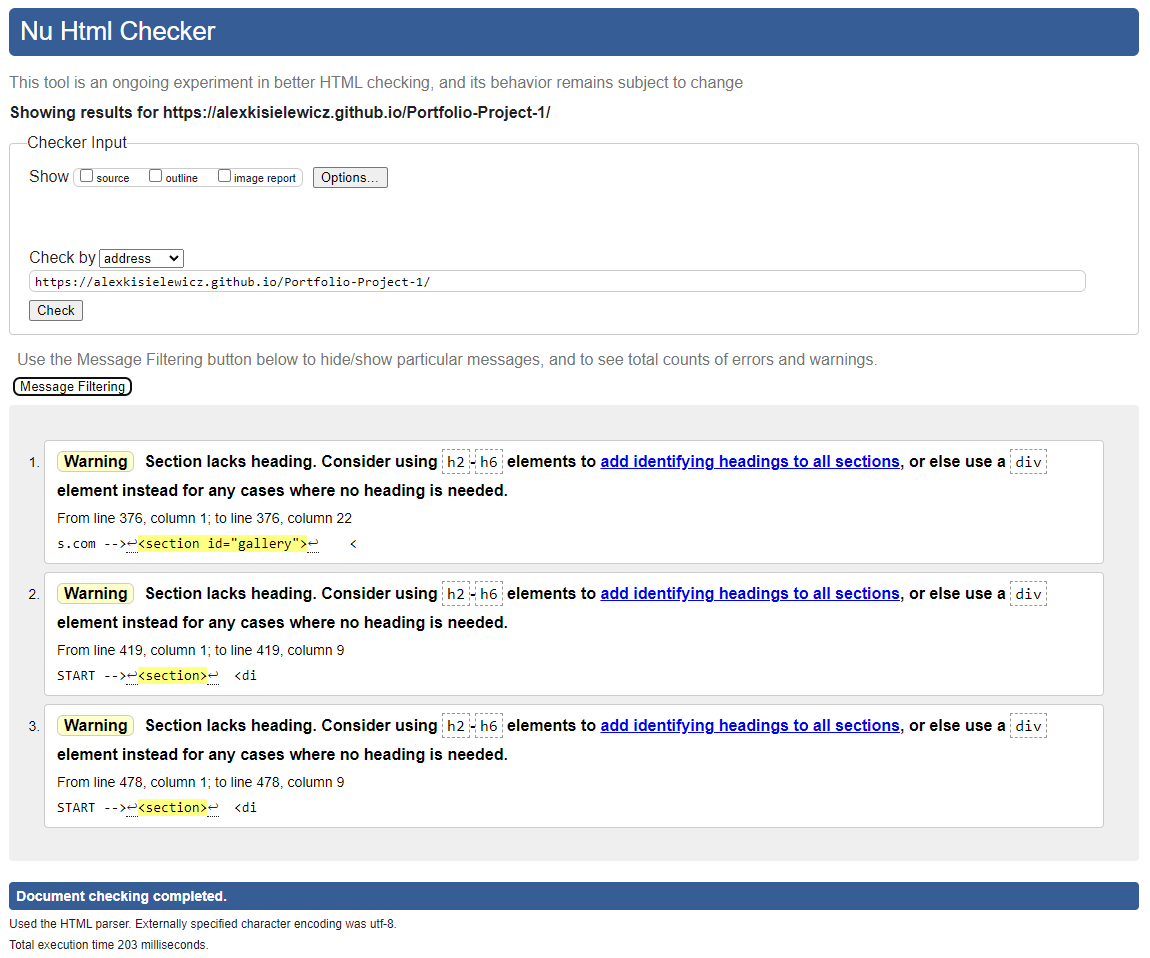 Nu Html Checker
This tool is an ongoing experiment in better HTML checking, and its behavior remains subject to change
Showing results for https://alexkisielewicz.github.io/Portfolio-Project-1/
Checker Input
Show source outline image report Options...
Check by address
https://alexkisielewicz.github.io/Portfolio-Project-1/
Check
Use the Message Filtering button below to hide/show particular messages, and to see total counts of errors and warnings.
Message Filtering
1. Warning Section lacks heading. Consider using h2-h6 elements to add identifying headings to all sections, or else use a div
element instead for any cases where no heading is needed.
From line 376, column 1; to line 376, column 22
s.com -->↩<section id="gallery">↩ <
2. Warning Section lacks heading. Consider using h2-h6 elements to add identifying headings to all sections, or else use a div
element instead for any cases where no heading is needed.
From line 419, column 1; to line 419, column 9
START -->↩<section>↩ <di
3. Warning Section lacks heading. Consider using h2-h6 elements to add identifying headings to all sections, or else use a div
element instead for any cases where no heading is needed.
From line 478, column 1; to line 478, column 9
START -->↩<section>↩ <di
Document checking completed.
Used the HTML parser. Externally specified character encoding was utf-8.
Total execution time 203 milliseconds.